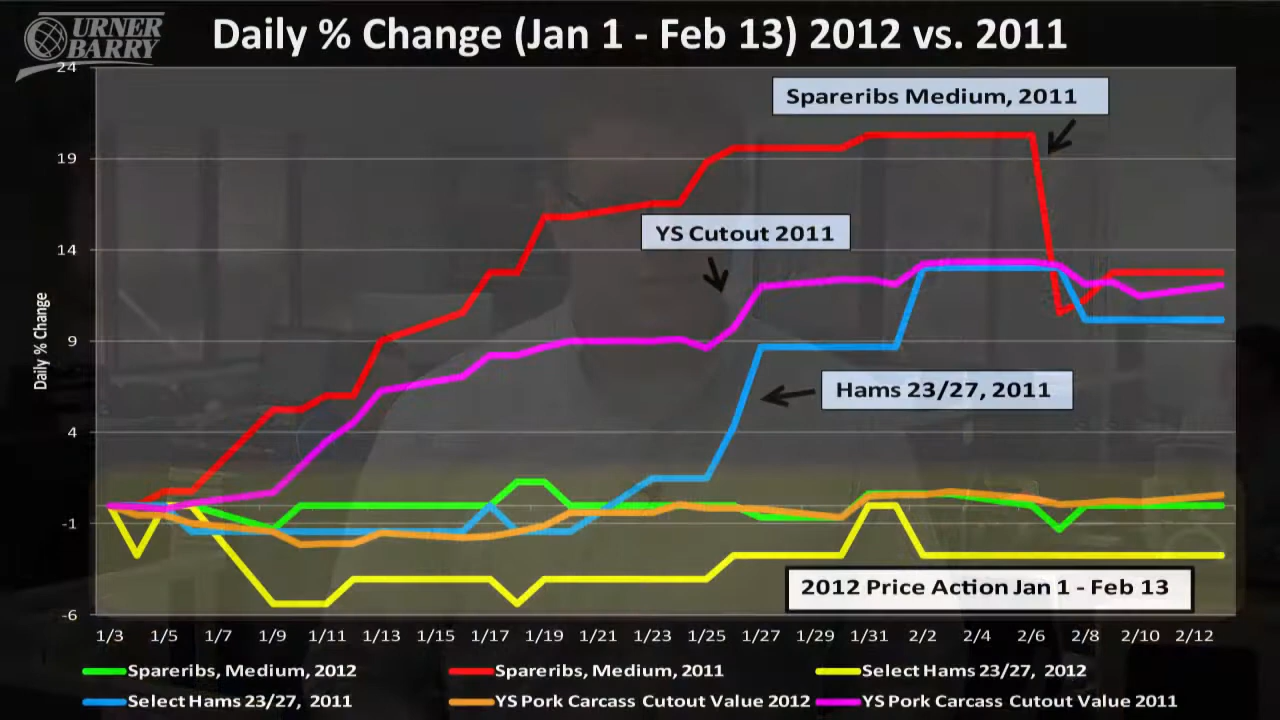 URNER
BARRY
Daily % Change (Jan 1 - Feb 13) 2012 vs. 2011
24
19
14
9
4
-1
-6
Daily % Change
Spareribs Medium, 2011
YS Cutout 2011
Hams 23/27, 2011
2012 Price Action Jan 1 - Feb 13
1/3 1/5 1/7 1/9 1/11 1/13 1/15 1/17 1/19 1/21 1/23 1/25 1/27 1/29 1/31 2/2 2/4 2/6 2/8 2/10 2/12
Spareribs, Medium, 2012 Spareribs, Medium, 2011 Select Hams 23/27, 2012
Select Hams 23/27, 2011 YS Pork Carcass Cutout Value 2012 YS Pork Carcass Cutout Value 2011